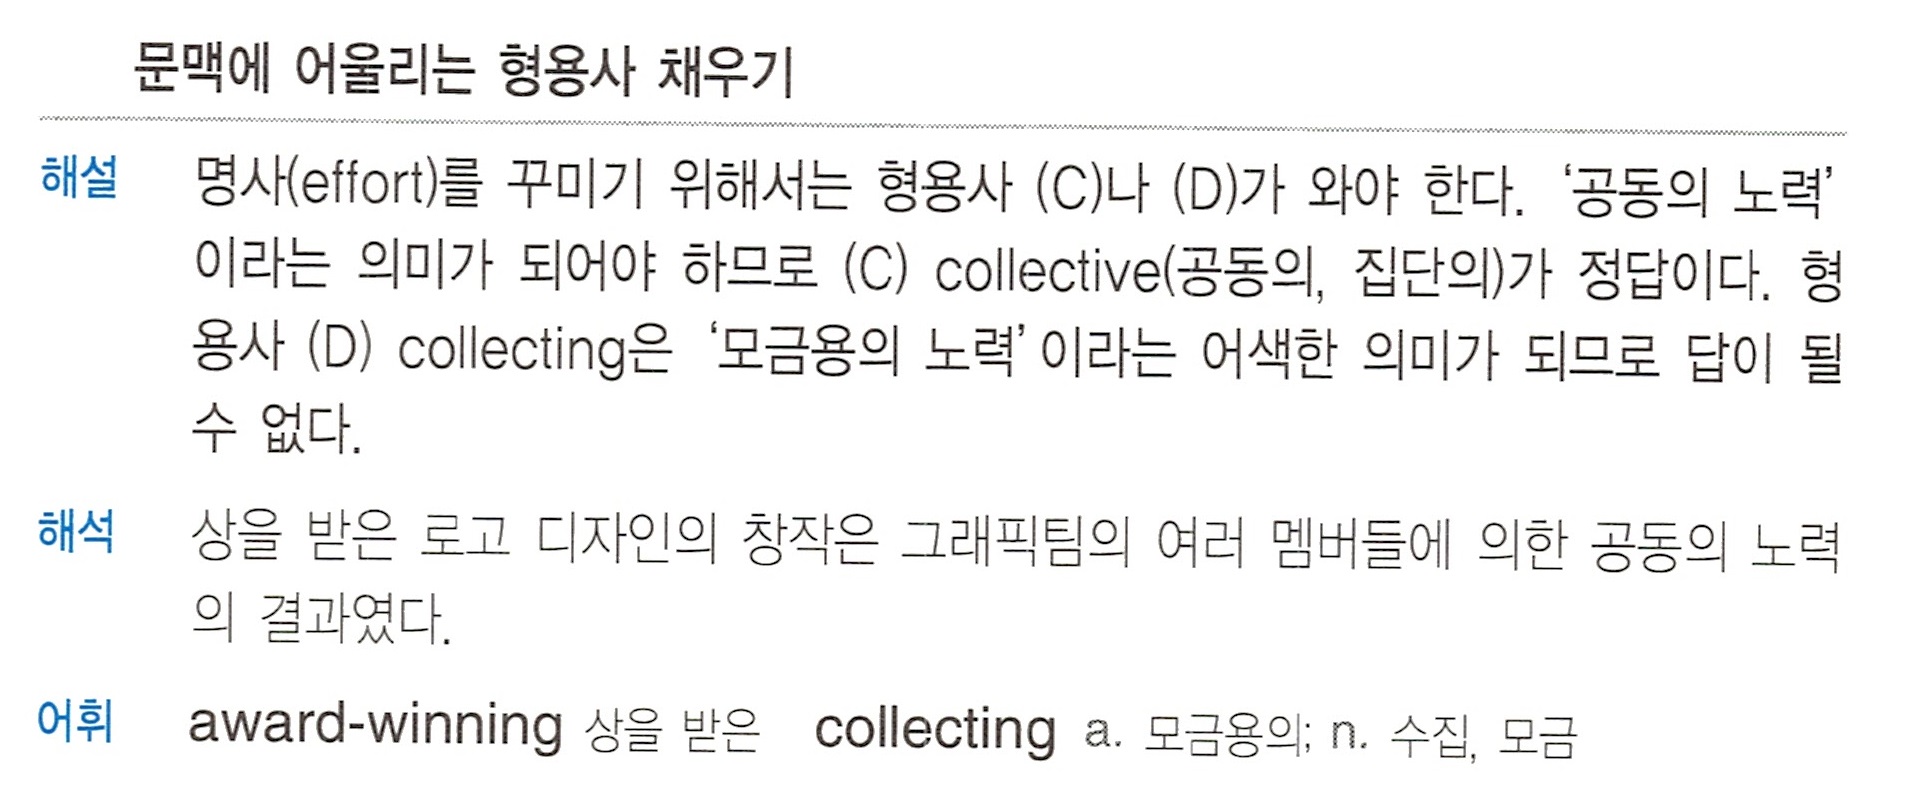 문맥에 어울리는 형용사 채우기
해설 명사(effort)를 꾸미기 위해서는 형용사 (C)나 (D)가 와야 한다. ‘공동의 노력’
이라는 의미가 되어야 하므로 (C) collective(공동의, 집단의)가 정답이다. 형
용사 (D) collecting은 ‘모금용의 노력’이라는 어색한 의미가 되므로 답이 될
수 없다.
해석 상을 받은 로고 디자인의 창작은 그래픽팀의 여러 멤버들에 의한 공동의 노력
의 결과였다.
어휘 award-winning 상을 받은 collecting a. 모금용의; n. 수집, 모금